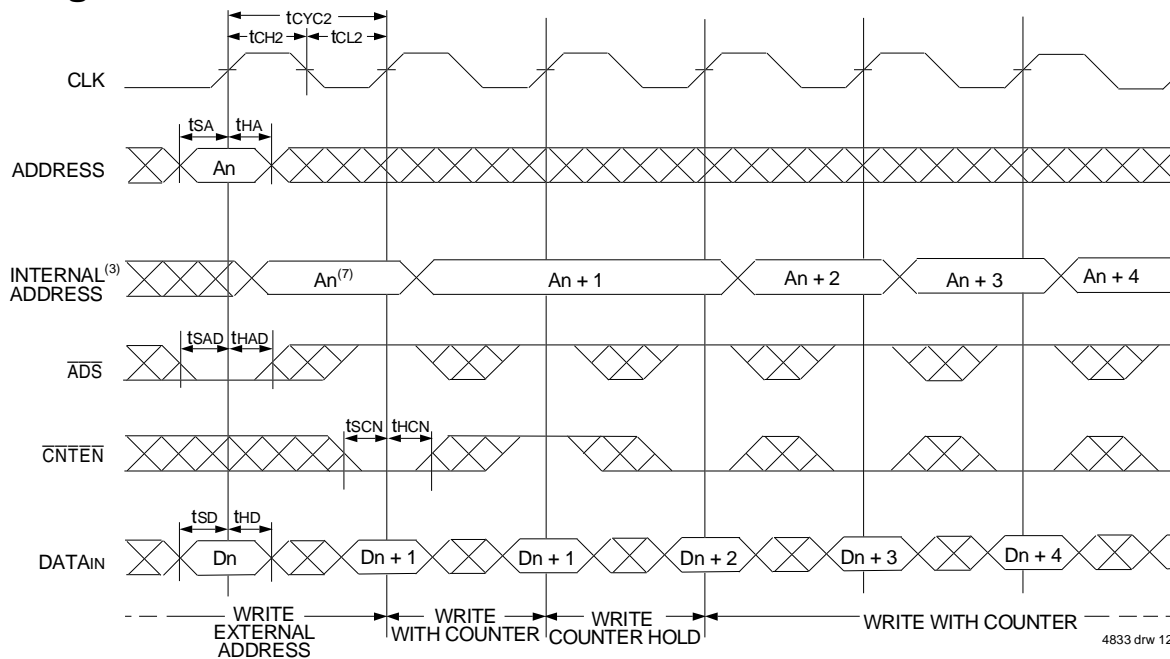 tCYC2
tCH2 tCL2
CLK
tSA tHA
ADDRESS An
INTERNAL(3)
ADDRESS
An(7) An + 1 An + 2 An + 3 An + 4
tSAD tHAD
ADS
tSCN tHCN
CNTEN
tSD tHD
DATAIN Dn Dn + 1 Dn + 1 Dn + 2 Dn + 3 Dn + 4
WRITE
EXTERNAL
ADDRESS
WRITE
WITH COUNTER
WRITE
COUNTER HOLD
WRITE WITH COUNTER
4833 drw 12